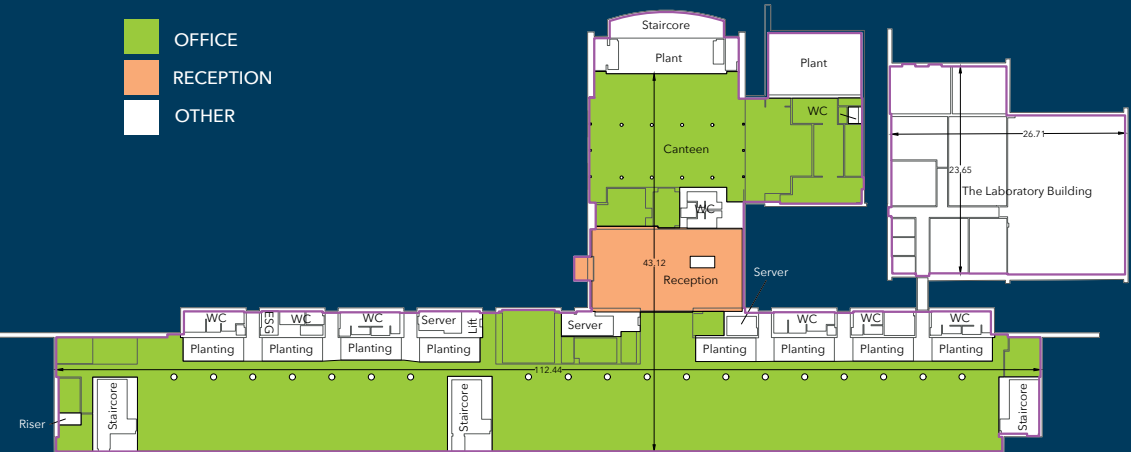 OFFICE
RECEPTION
OTHER
Staircore
Plant
Plant
WC
Canteen
26.71
23.65
The Laboratory Building
WC
43.12
Reception
Server
WC
ESG
WC
WC
Server
Lift
Server
WC
WC
WC
Planting
Planting
Planting
Planting
Planting
Planting
Planting
Planting
112.44
Staircore
Staircore
Staircore
Riser